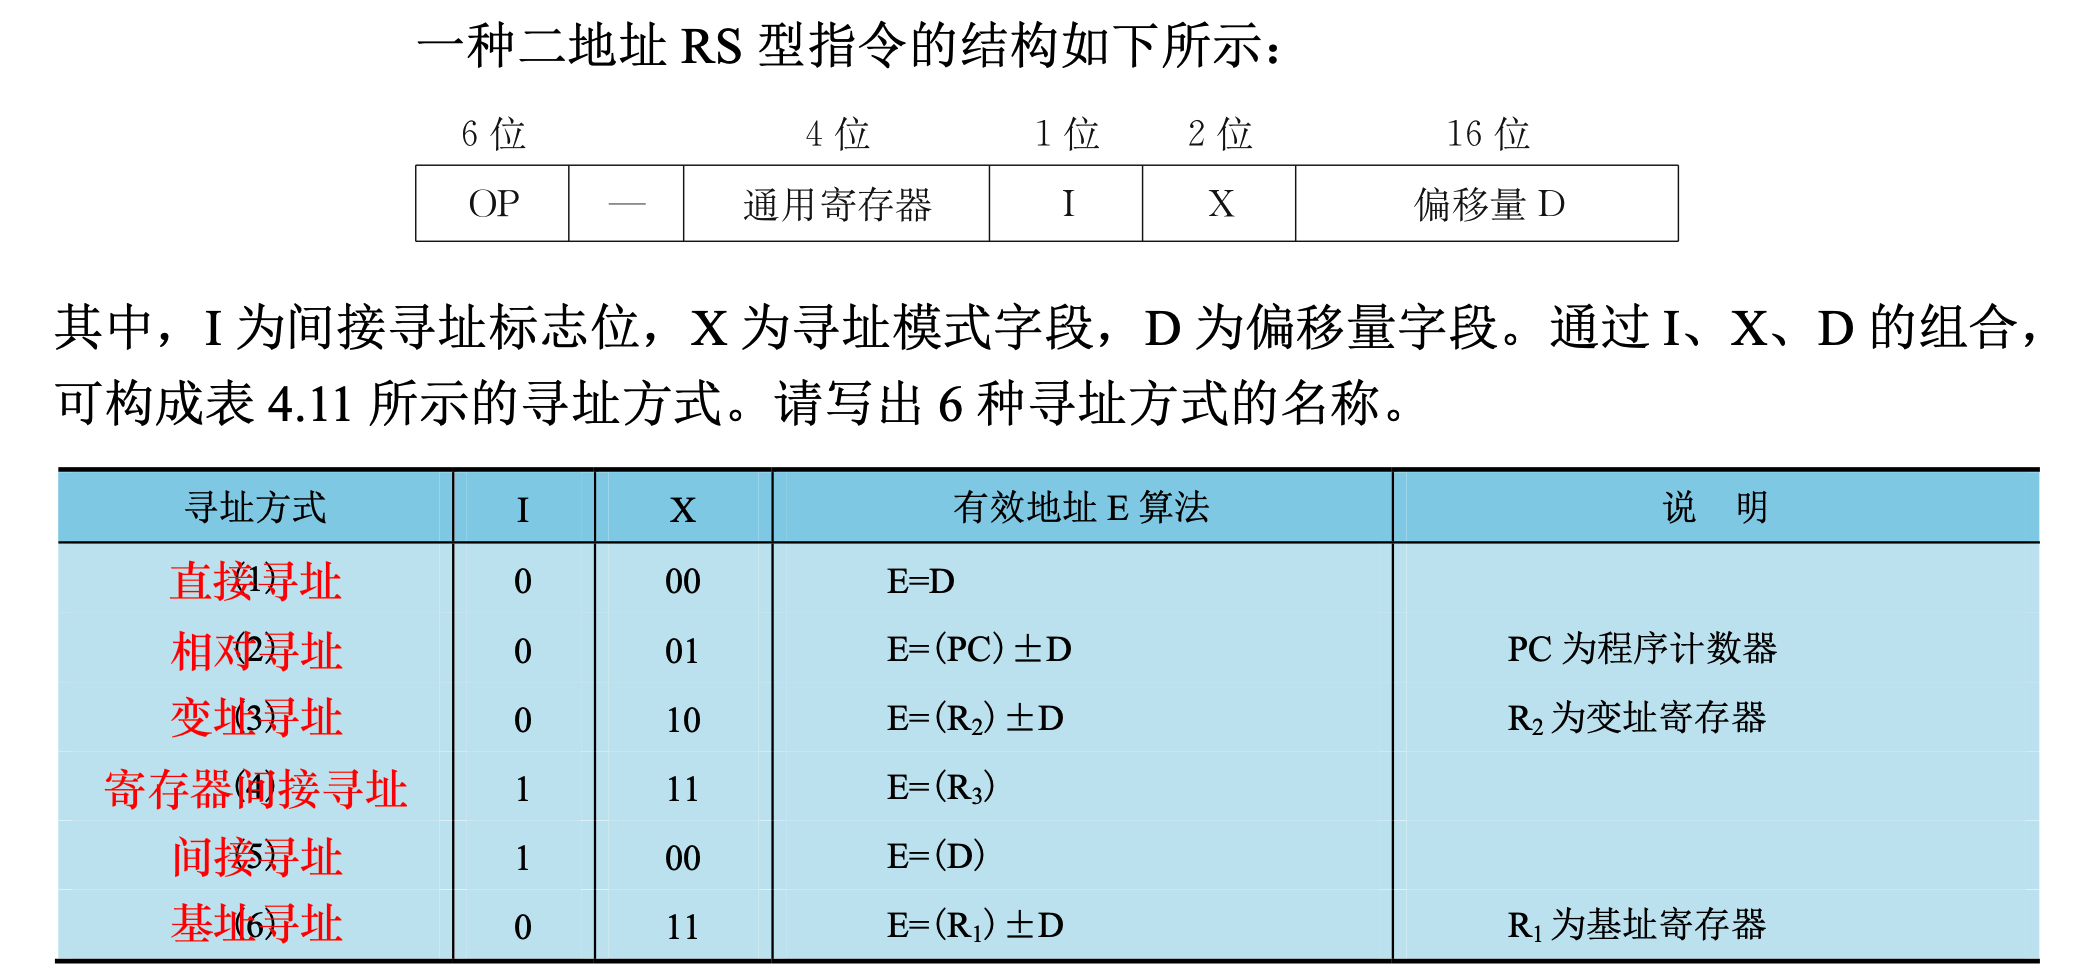 一种二地址 RS 型指令的结构如下所示：
6 位 4 位 1 位 2 位 16 位
OP — 通用寄存器 I X 偏移量 D
其中，I 为间接寻址标志位，X 为寻址模式字段，D 为偏移量字段。通过 I、X、D 的组合，
可构成表 4.11 所示的寻址方式。请写出 6 种寻址方式的名称。
寻址方式 I X 有效地址 E 算法 说 明
(1) 直接寻址 0 00 E=D
(2) 相对寻址 0 01 E=(PC)±D PC 为程序计数器
(3) 变址寻址 0 10 E=(R₂)±D R₂ 为变址寄存器
(4) 寄存器间接寻址 1 11 E=(R₃)
(5) 间接寻址 1 00 E=(D)
(6) 基址寻址 0 11 E=(R₁)±D R₁ 为基址寄存器